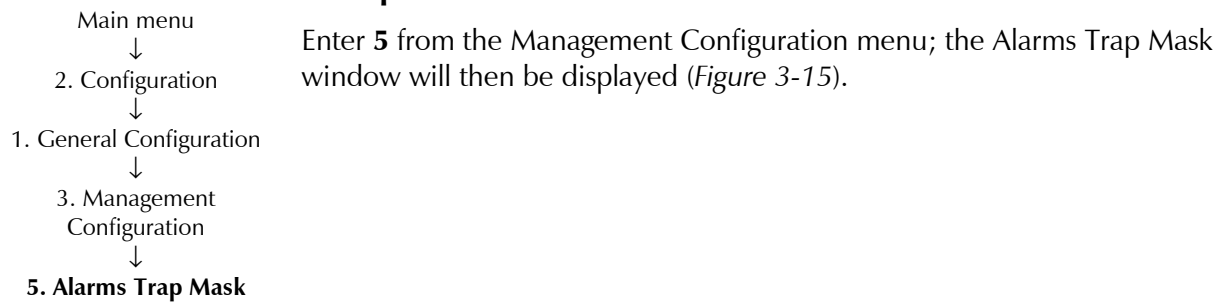 Main menu
↓
2. Configuration
↓
1. General Configuration
↓
3. Management
Configuration
↓
5. Alarms Trap Mask
Enter 5 from the Management Configuration menu; the Alarms Trap Mask
window will then be displayed (Figure 3-15).